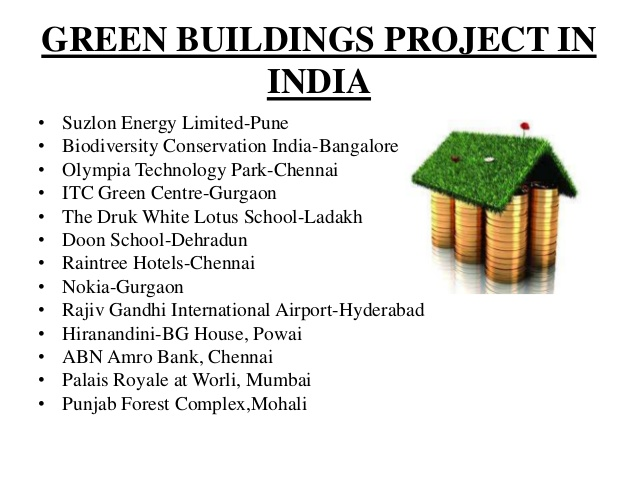 GREEN BUILDINGS PROJECT IN
INDIA
• Suzlon Energy Limited-Pune
• Biodiversity Conservation India-Bangalore
• Olympia Technology Park-Chennai
• ITC Green Centre-Gurgaon
• The Druk White Lotus School-Ladakh
• Doon School-Dehradun
• Raintree Hotels-Chennai
• Nokia-Gurgaon
• Rajiv Gandhi International Airport-Hyderabad
• Hiranandini-BG House, Powai
• ABN Amro Bank, Chennai
• Palais Royale at Worli, Mumbai
• Punjab Forest Complex,Mohali